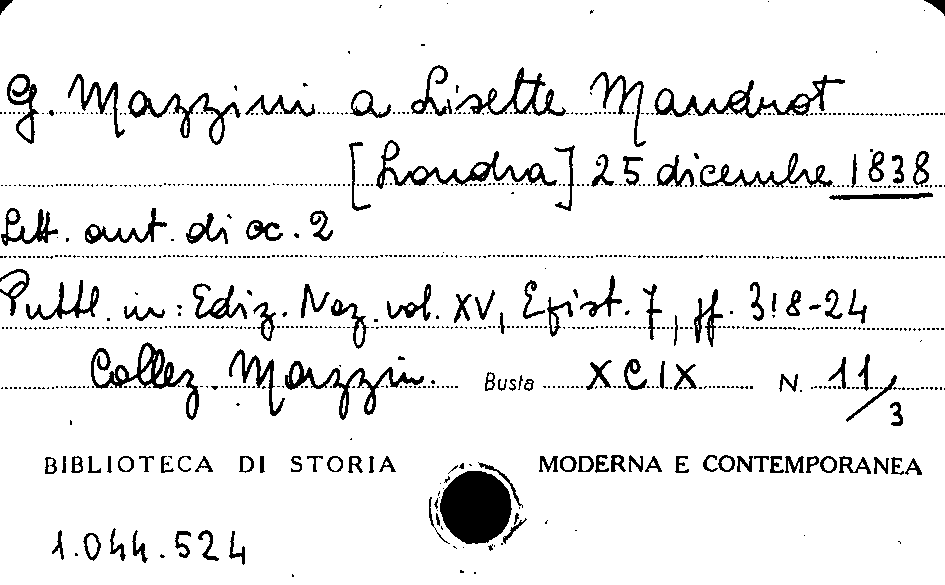 G. Mazzini a Lisette Mandrot
[Londra] 25 dicembre 1838
Lett. aut. di cc. 2
Pubbl. in: Ediz. Naz. vol. XV, Epist. 7, pp. 318-24
Collez. Mazzin. Busta XCIX N. 11/3
BIBLIOTECA DI STORIA MODERNA E CONTEMPORANEA
1.044.524